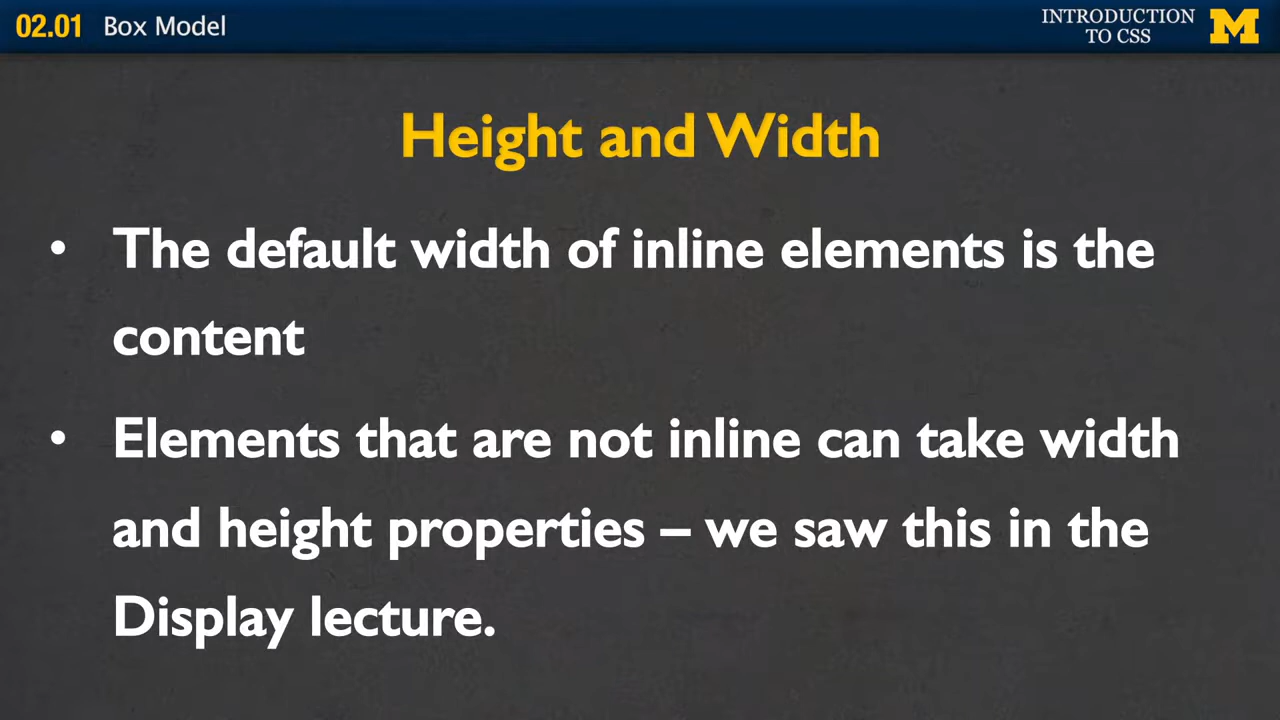 02.01 Box Model
INTRODUCTION
TO CSS
M
Height and Width
• The default width of inline elements is the
content
• Elements that are not inline can take width
and height properties – we saw this in the
Display lecture.